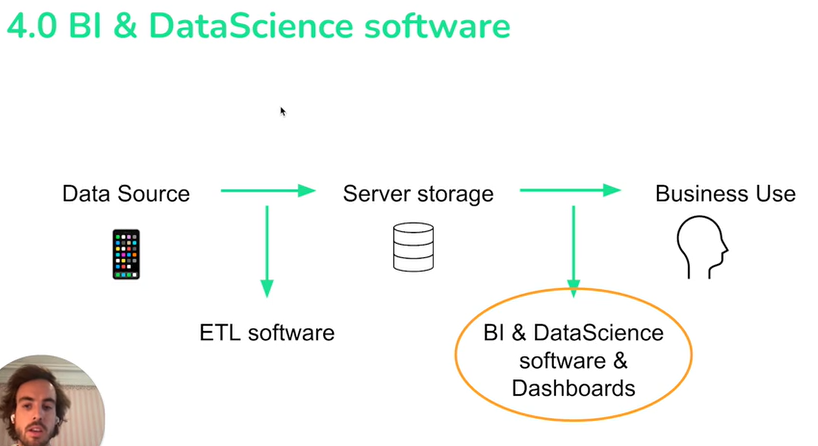 4.0 BI & DataScience software
Data Source
Server storage
Business Use
ETL software
BI & DataScience
software &
Dashboards